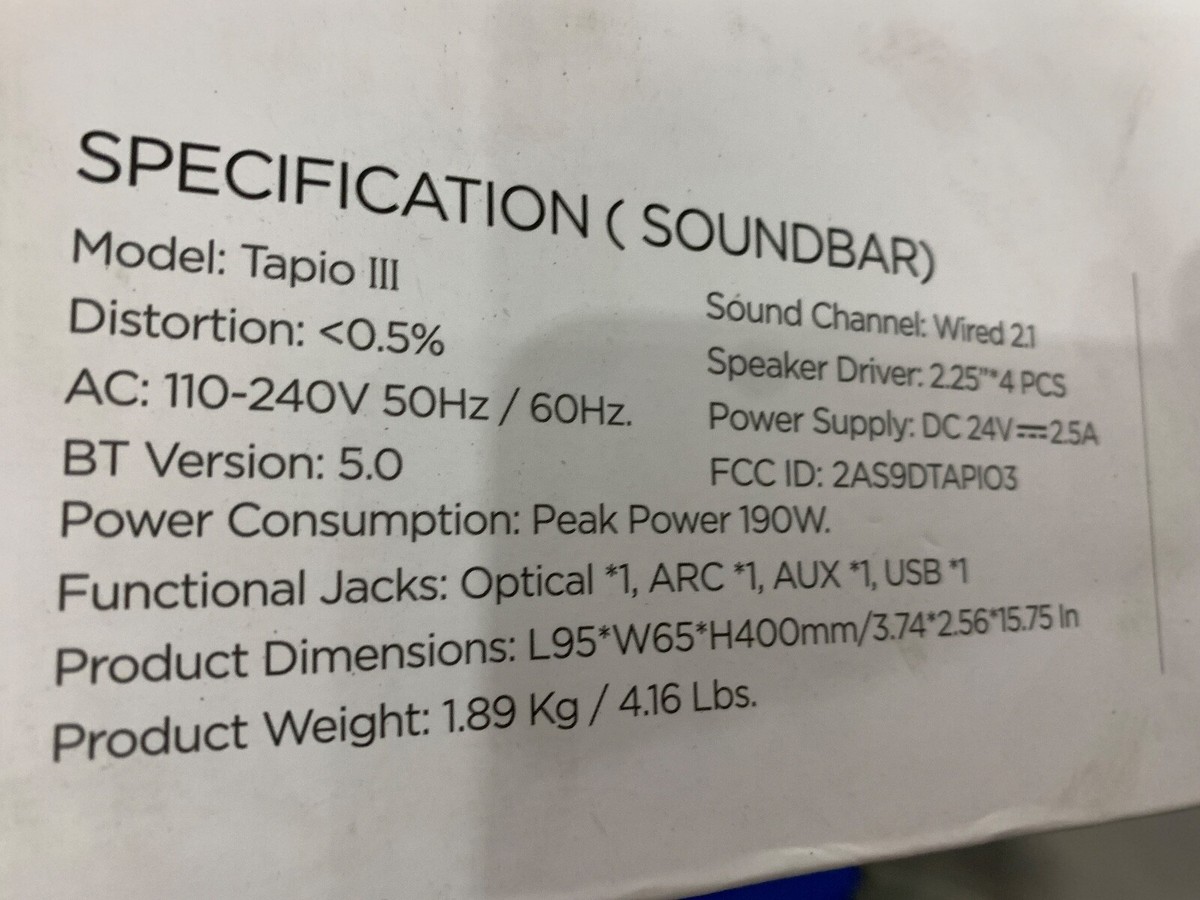 SPECIFICATION ( SOUNDBAR)
Model: Tapio III
Distortion: <0.5%
AC: 110-240V 50Hz / 60Hz.
BT Version: 5.0
Sound Channel: Wired 2.1
Speaker Driver: 2.25"*4 PCS
Power Supply: DC 24V⎓2.5A
FCC ID: 2AS9DTAPIO3
Power Consumption: Peak Power 190W.
Functional Jacks: Optical *1, ARC *1, AUX *1, USB *1
Product Dimensions: L95*W65*H400mm/3.74*2.56*15.75 In
Product Weight: 1.89 Kg / 4.16 Lbs.